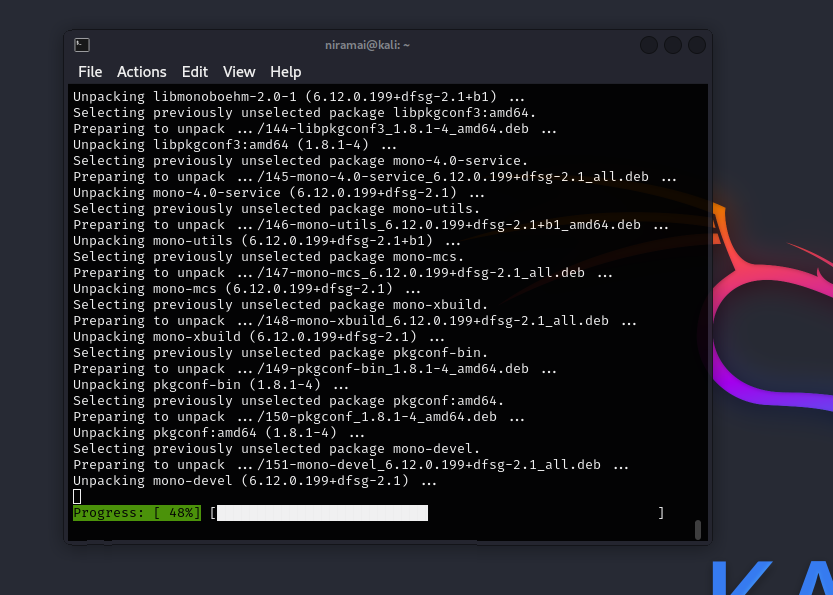 niramai@kali: ~
File Actions Edit View Help
Unpacking libmonoboehm-2.0-1 (6.12.0.199+dfsg-2.1+b1) ...
Selecting previously unselected package libpkgconf3:amd64.
Preparing to unpack .../144-libpkgconf3_1.8.1-4_amd64.deb ...
Unpacking libpkgconf3:amd64 (1.8.1-4) ...
Selecting previously unselected package mono-4.0-service.
Preparing to unpack .../145-mono-4.0-service_6.12.0.199+dfsg-2.1_all.deb ...
Unpacking mono-4.0-service (6.12.0.199+dfsg-2.1) ...
Selecting previously unselected package mono-utils.
Preparing to unpack .../146-mono-utils_6.12.0.199+dfsg-2.1+b1_amd64.deb ...
Unpacking mono-utils (6.12.0.199+dfsg-2.1+b1) ...
Selecting previously unselected package mono-mcs.
Preparing to unpack .../147-mono-mcs_6.12.0.199+dfsg-2.1_all.deb ...
Unpacking mono-mcs (6.12.0.199+dfsg-2.1) ...
Selecting previously unselected package mono-xbuild.
Preparing to unpack .../148-mono-xbuild_6.12.0.199+dfsg-2.1_all.deb ...
Unpacking mono-xbuild (6.12.0.199+dfsg-2.1) ...
Selecting previously unselected package pkgconf-bin.
Preparing to unpack .../149-pkgconf-bin_1.8.1-4_amd64.deb ...
Unpacking pkgconf-bin (1.8.1-4) ...
Selecting previously unselected package pkgconf:amd64.
Preparing to unpack .../150-pkgconf_1.8.1-4_amd64.deb ...
Unpacking pkgconf:amd64 (1.8.1-4) ...
Selecting previously unselected package mono-devel.
Preparing to unpack .../151-mono-devel_6.12.0.199+dfsg-2.1_all.deb ...
Unpacking mono-devel (6.12.0.199+dfsg-2.1) ...
Progress: [ 48%] [ ]
KA